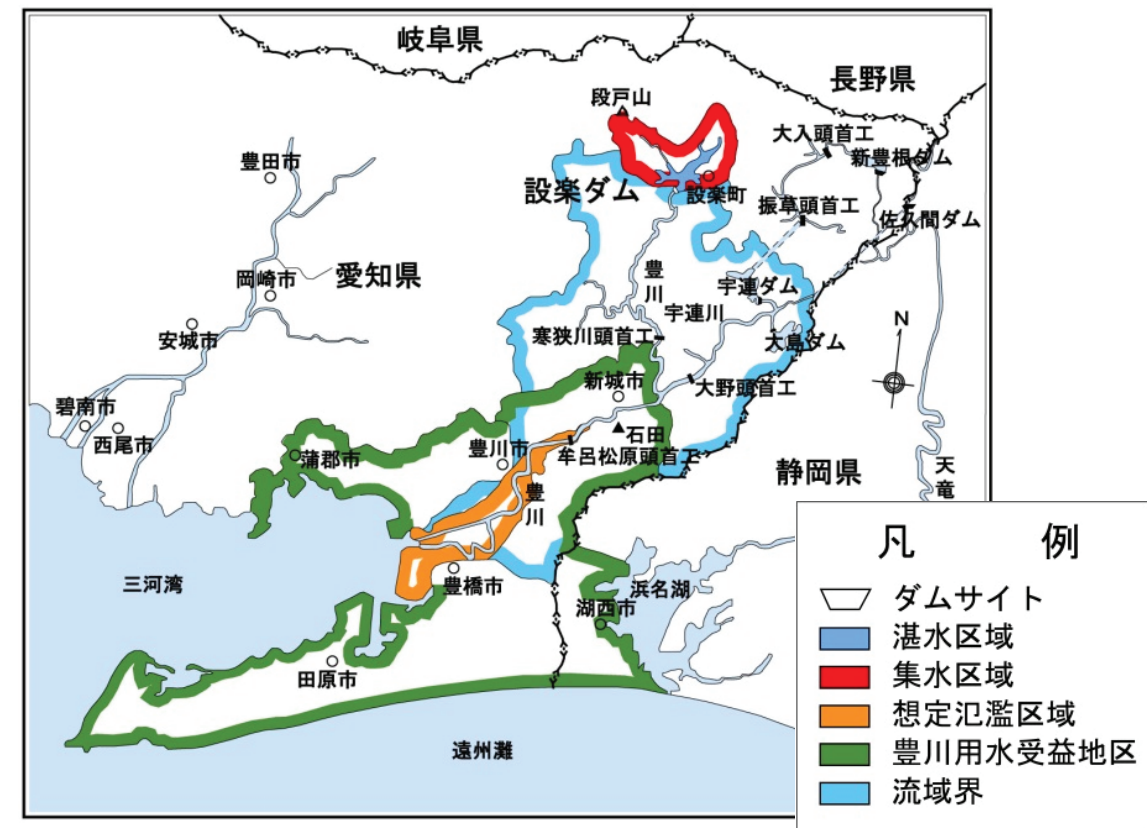 岐阜県
長野県
段戸山
大入頭首工
新豊根ダム
豊田市
設楽ダム
設楽町
振草頭首工
佐久間ダム
愛知県
岡崎市
豊川
宇連ダム
宇連川
N
安城市
寒狭川頭首工
大島ダム
新城市
大野頭首工
碧南市
西尾市
石田
豊川市
牟呂松原頭首工
蒲郡市
静岡県
天竜
豊川
三河湾
豊橋市
浜名湖
湖西市
田原市
遠州灘
凡例
ダムサイト
湛水区域
集水区域
想定氾濫区域
豊川用水受益地区
流域界